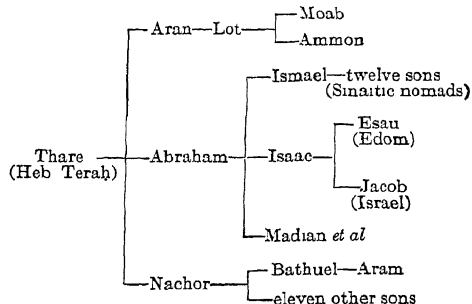 Moab
Aran Lot
Ammon
Ismael twelve sons
(Sinaitic nomads)
Esau
(Edom)
Thare
(Heb Teraḥ)
Abraham
Isaac
Jacob
(Israel)
Madian et al
Bathuel Aram
Nachor
eleven other sons